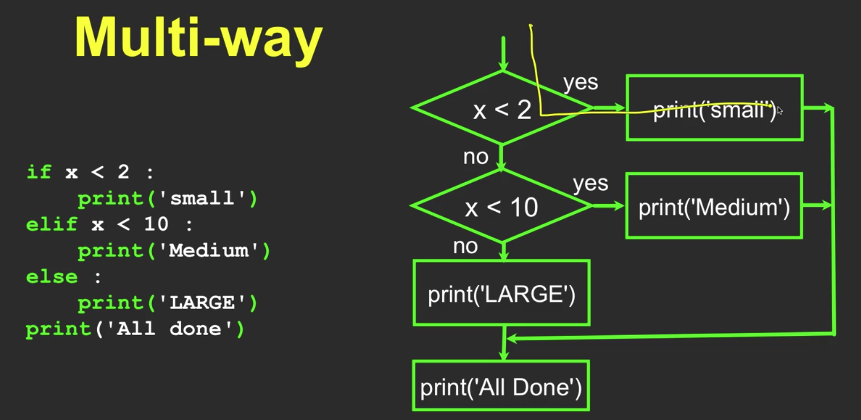 Multi-way
if x < 2 :
print('small')
elif x < 10 :
print('Medium')
else :
print('LARGE')
print('All done')
x < 2
yes
print('small')
no
x < 10
yes
print('Medium')
no
print('LARGE')
print('All Done')